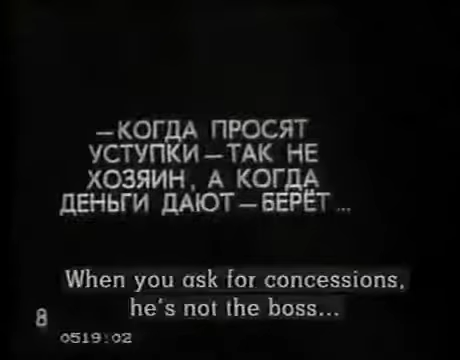 —КОГДА ПРОСЯТ
УСТУПКИ—ТАК НЕ
ХОЗЯИН, А КОГДА
ДЕНЬГИ ДАЮТ—БЕРЁТ...
When you ask for concessions,
he's not the boss...
8
0519:02